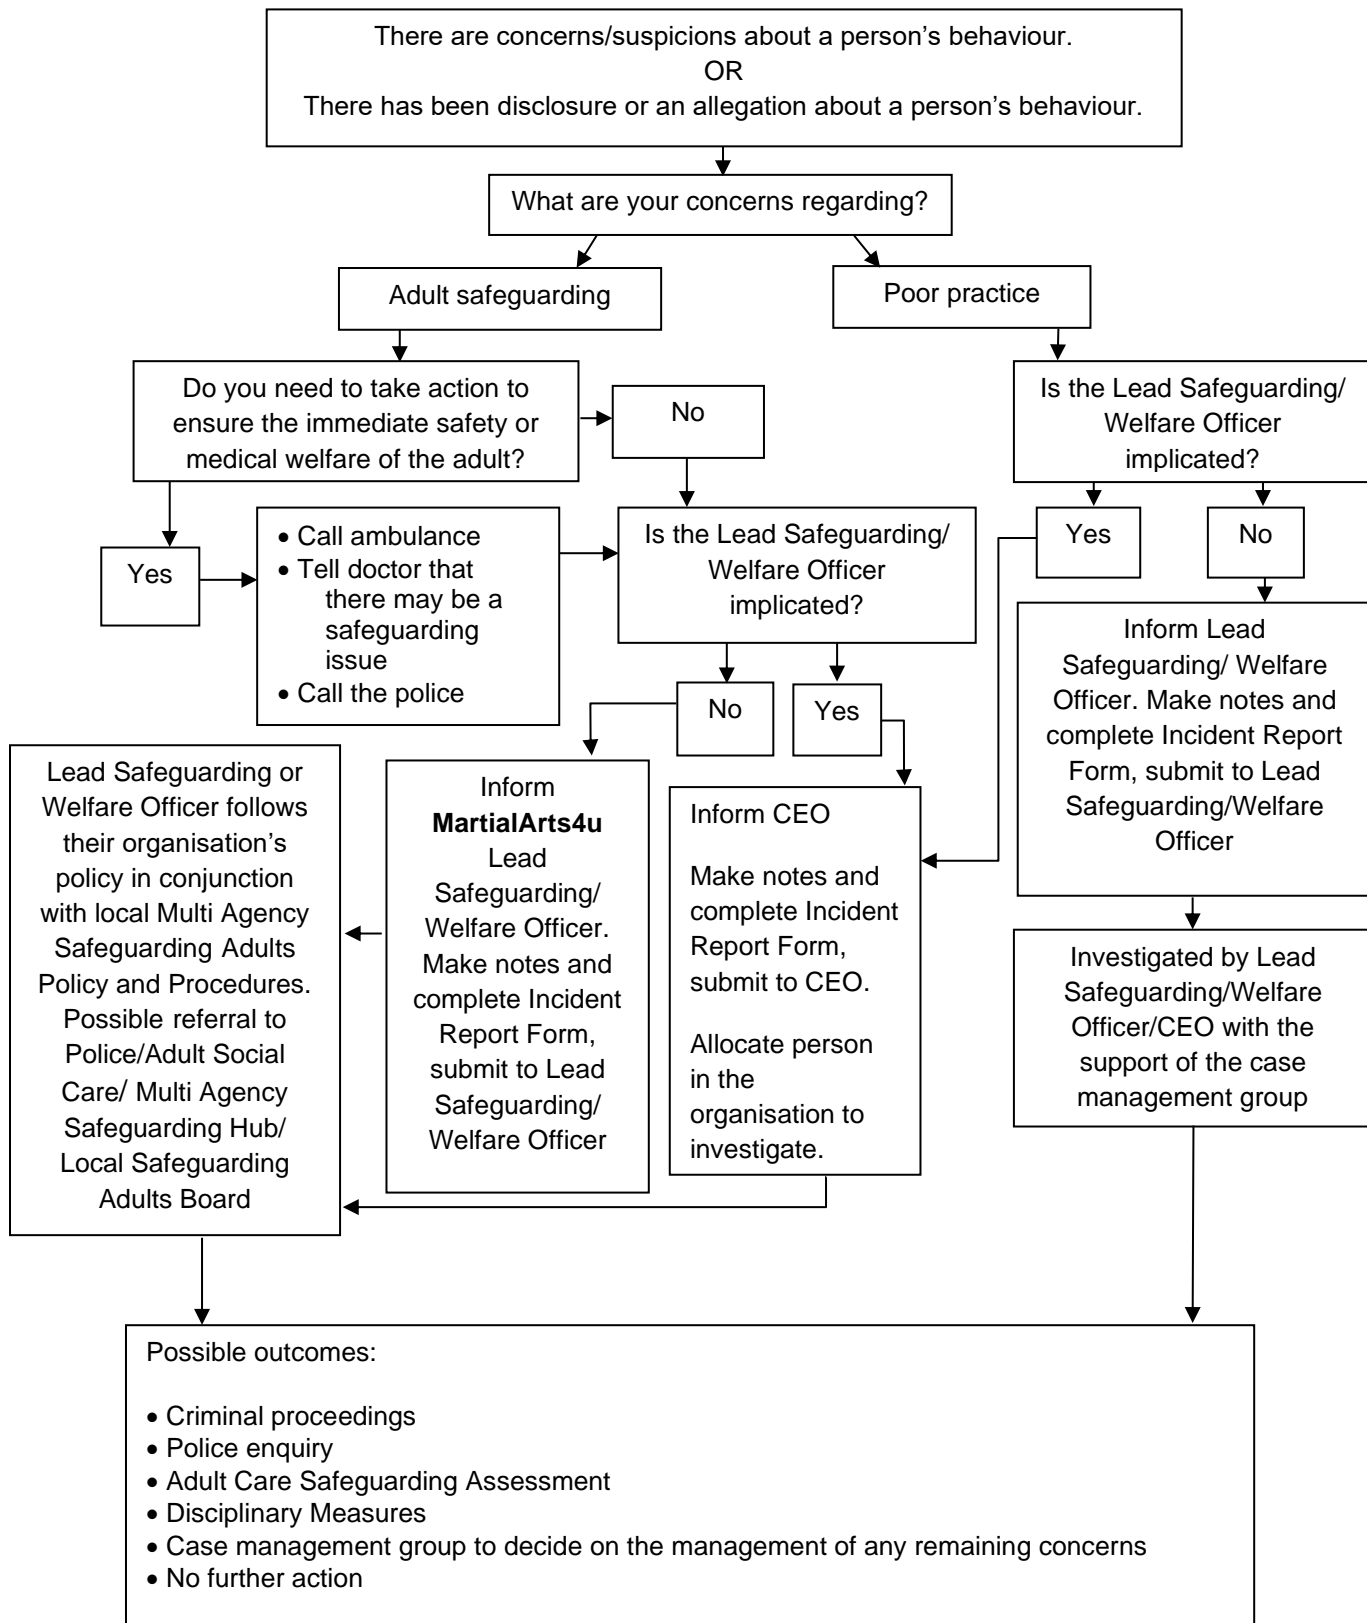 There are concerns/suspicions about a person’s behaviour.
OR
There has been disclosure or an allegation about a person’s behaviour.
What are your concerns regarding?
Adult safeguarding
Poor practice
Do you need to take action to
ensure the immediate safety or
medical welfare of the adult?
No
Is the Lead Safeguarding/
Welfare Officer
implicated?
Yes
• Call ambulance
• Tell doctor that
there may be a
safeguarding
issue
• Call the police
Is the Lead Safeguarding/
Welfare Officer
implicated?
Yes
No
No
Yes
Inform Lead
Safeguarding/ Welfare
Officer. Make notes and
complete Incident Report
Form, submit to Lead
Safeguarding/Welfare
Officer
Lead Safeguarding or
Welfare Officer follows
their organisation’s
policy in conjunction
with local Multi Agency
Safeguarding Adults
Policy and Procedures.
Possible referral to
Police/Adult Social
Care/ Multi Agency
Safeguarding Hub/
Local Safeguarding
Adults Board
Inform
MartialArts4u
Lead
Safeguarding/
Welfare Officer.
Make notes and
complete Incident
Report Form,
submit to Lead
Safeguarding/
Welfare Officer
Inform CEO
Make notes and
complete Incident
Report Form,
submit to CEO.
Allocate person
in the
organisation to
investigate.
Investigated by Lead
Safeguarding/Welfare
Officer/CEO with the
support of the case
management group
Possible outcomes:
• Criminal proceedings
• Police enquiry
• Adult Care Safeguarding Assessment
• Disciplinary Measures
• Case management group to decide on the management of any remaining concerns
• No further action